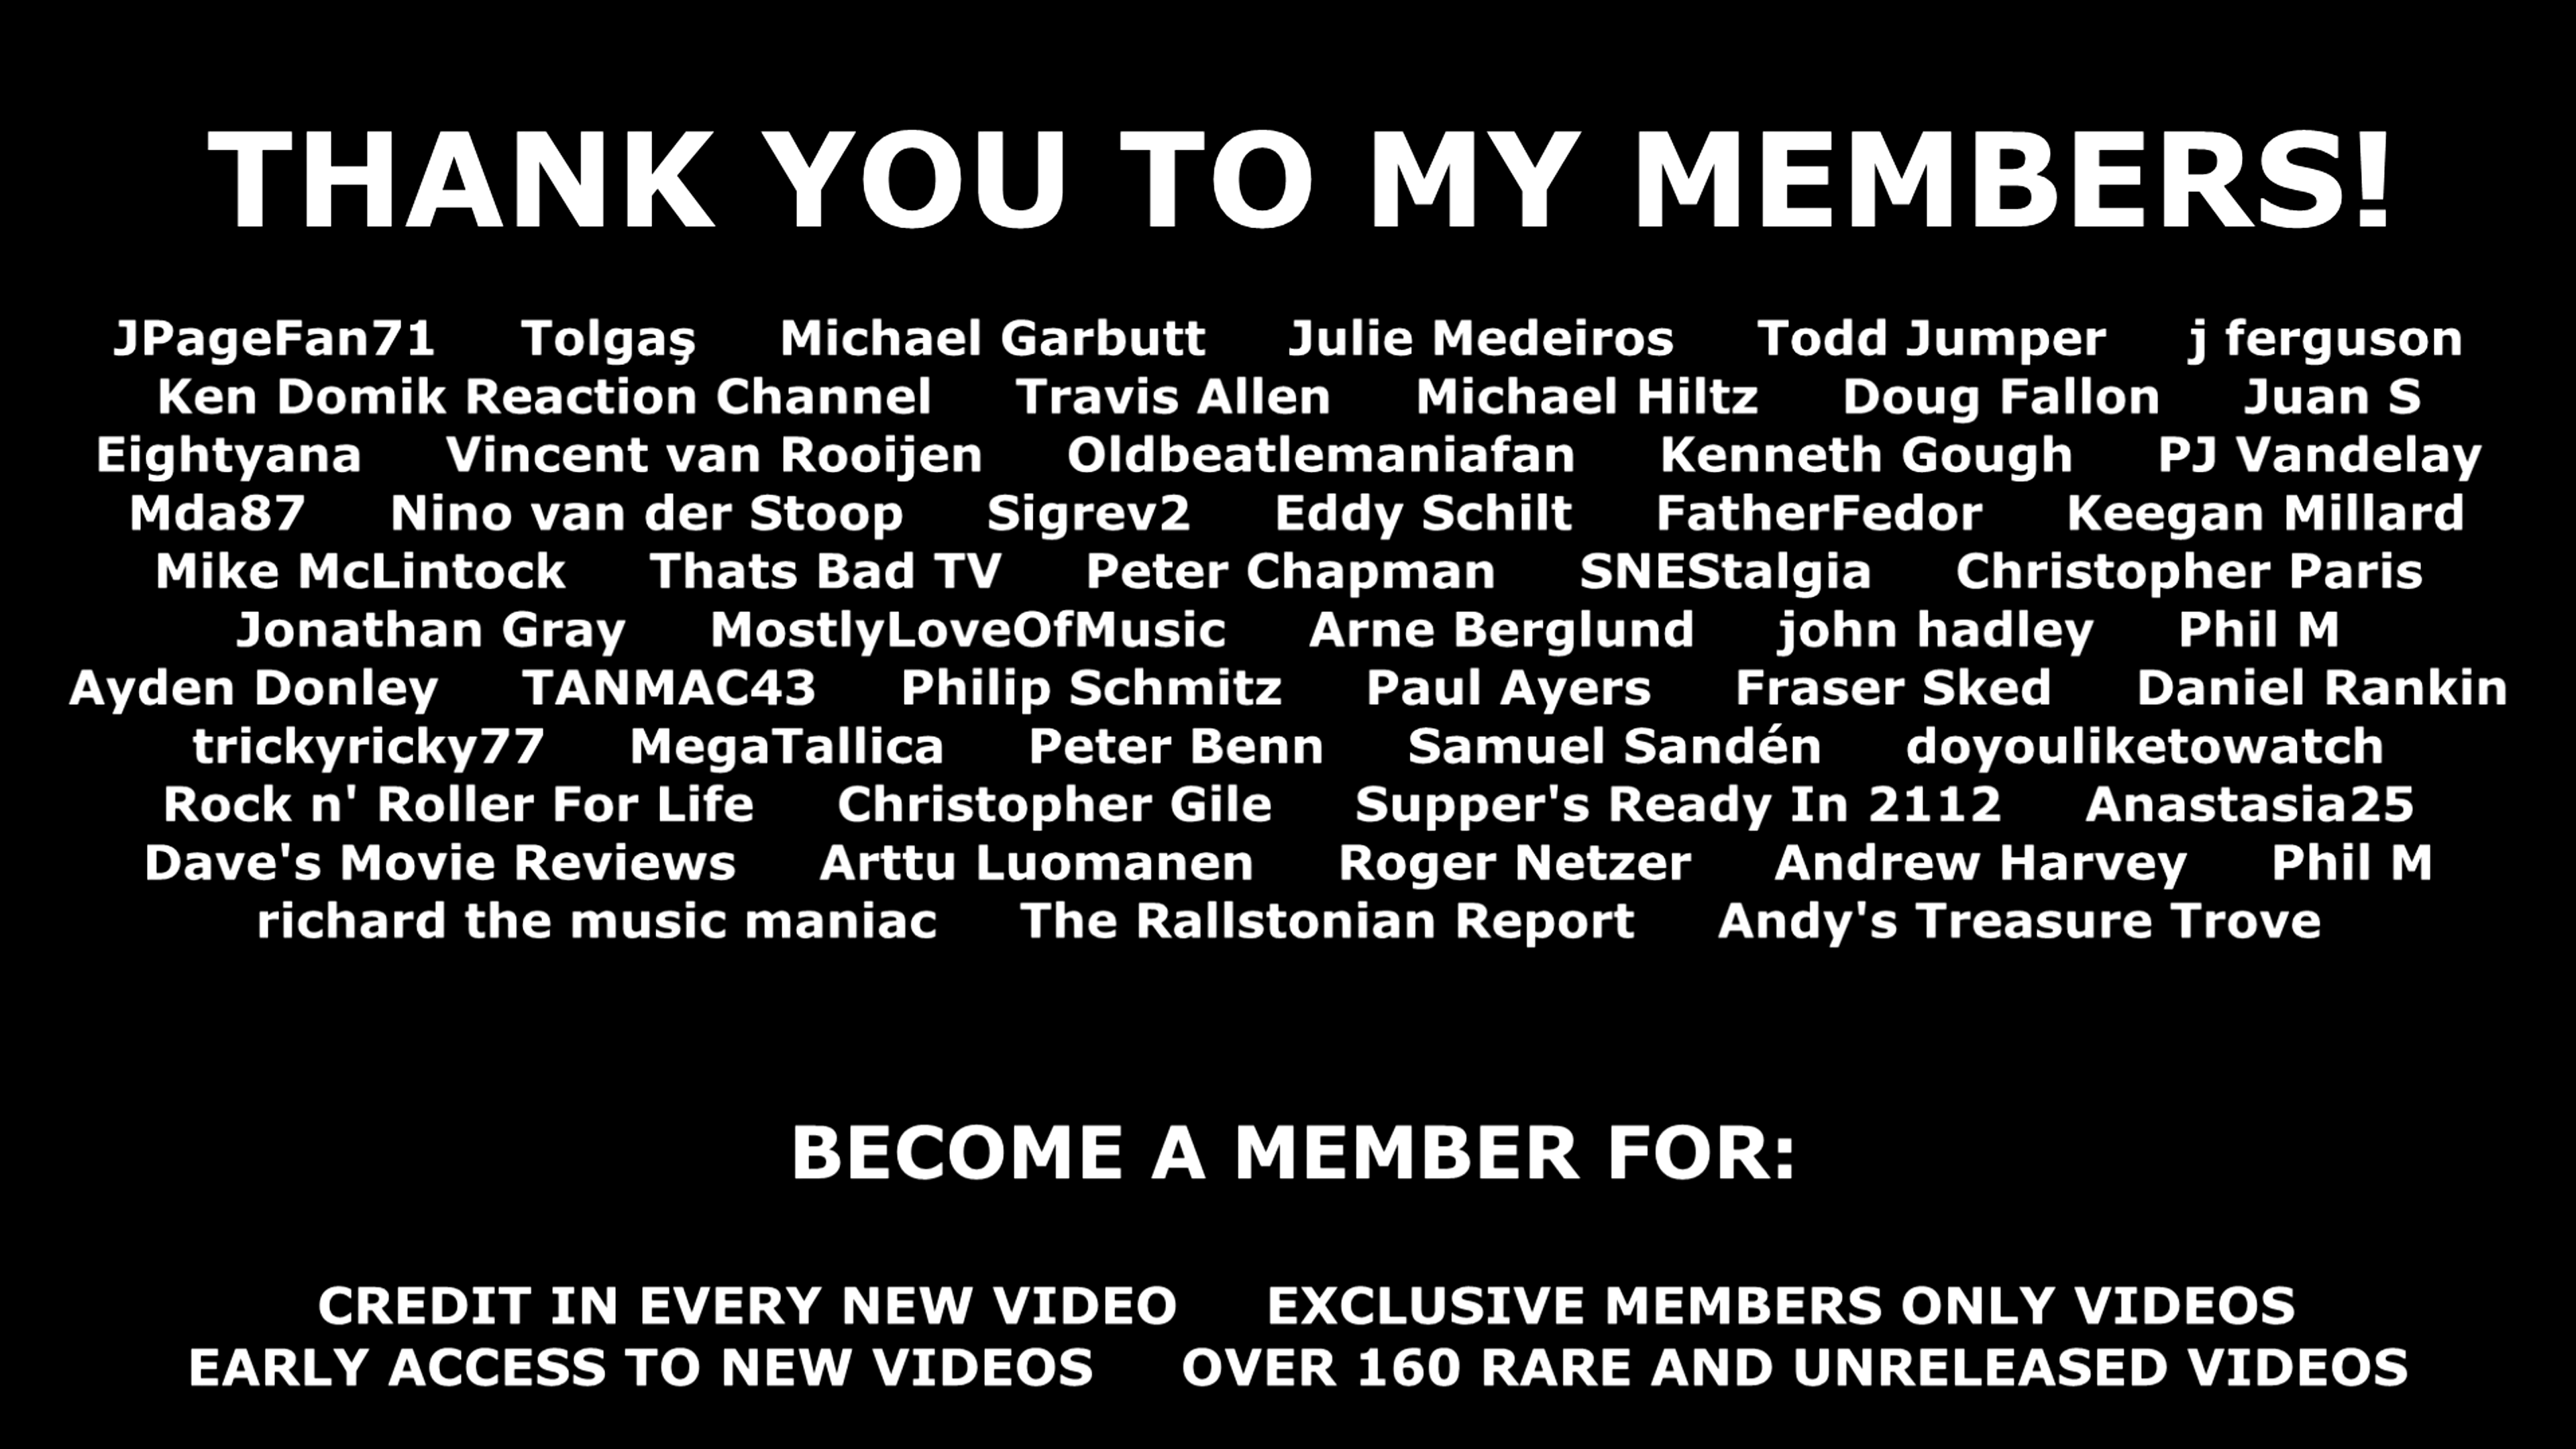 THANK YOU TO MY MEMBERS!
JPageFan71 Tolgaş Michael Garbutt Julie Medeiros Todd Jumper j ferguson
Ken Domik Reaction Channel Travis Allen Michael Hiltz Doug Fallon Juan S
Eightyana Vincent van Rooijen Oldbeatlemaniafan Kenneth Gough PJ Vandelay
Mda87 Nino van der Stoop Sigrev2 Eddy Schilt FatherFedor Keegan Millard
Mike McLintock Thats Bad TV Peter Chapman SNEStalgia Christopher Paris
Jonathan Gray MostlyLoveOfMusic Arne Berglund john hadley Phil M
Ayden Donley TANMAC43 Philip Schmitz Paul Ayers Fraser Sked Daniel Rankin
trickyricky77 MegaTallica Peter Benn Samuel Sandén doyouliketowatch
Rock n' Roller For Life Christopher Gile Supper's Ready In 2112 Anastasia25
Dave's Movie Reviews Arttu Luomanen Roger Netzer Andrew Harvey Phil M
richard the music maniac The Rallstonian Report Andy's Treasure Trove
BECOME A MEMBER FOR:
CREDIT IN EVERY NEW VIDEO EXCLUSIVE MEMBERS ONLY VIDEOS
EARLY ACCESS TO NEW VIDEOS OVER 160 RARE AND UNRELEASED VIDEOS